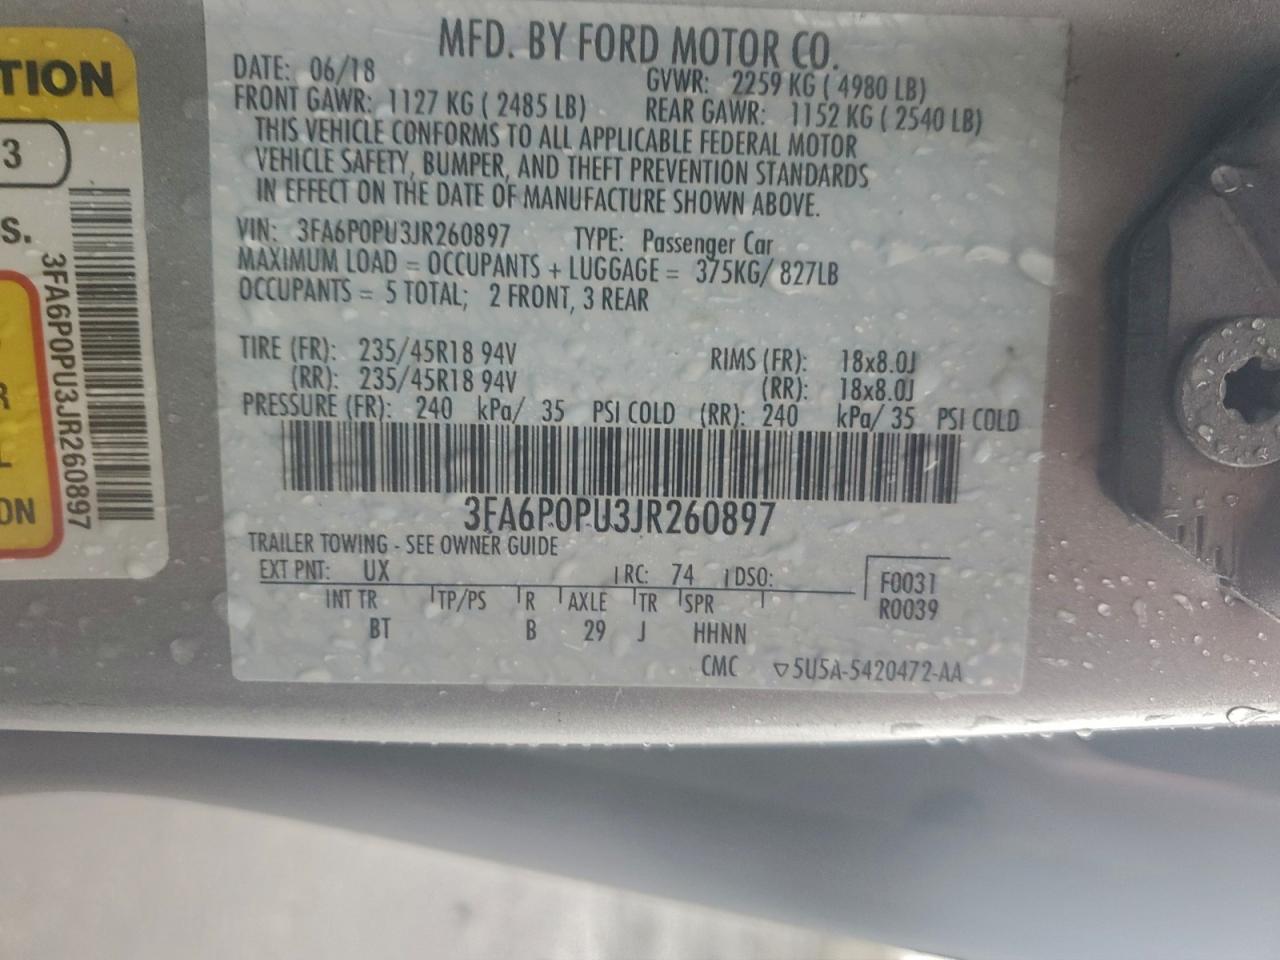 TION
3
S.
3FA6P0PU3JR260897
R
L
ON
MFD. BY FORD MOTOR CO.
DATE: 06/18
GVWR: 2259 KG ( 4980 LB)
FRONT GAWR: 1127 KG ( 2485 LB)
REAR GAWR: 1152 KG ( 2540 LB)
THIS VEHICLE CONFORMS TO ALL APPLICABLE FEDERAL MOTOR
VEHICLE SAFETY, BUMPER, AND THEFT PREVENTION STANDARDS
IN EFFECT ON THE DATE OF MANUFACTURE SHOWN ABOVE.
VIN: 3FA6P0PU3JR260897 TYPE: Passenger Car
MAXIMUM LOAD = OCCUPANTS + LUGGAGE = 375KG/ 827LB
OCCUPANTS = 5 TOTAL; 2 FRONT, 3 REAR
TIRE (FR): 235/45R18 94V RIMS (FR): 18x8.0J
(RR): 235/45R18 94V (RR): 18x8.0J
PRESSURE (FR): 240 kPa/ 35 PSI COLD (RR): 240 kPa/ 35 PSI COLD
3FA6P0PU3JR260897
TRAILER TOWING - SEE OWNER GUIDE
EXT PNT: UX RC: 74 DSO:
F0031
R0039
INT TR TP/PS R AXLE TR SPR
BT B 29 J HHNN
CMC ▽5U5A-5420472-AA